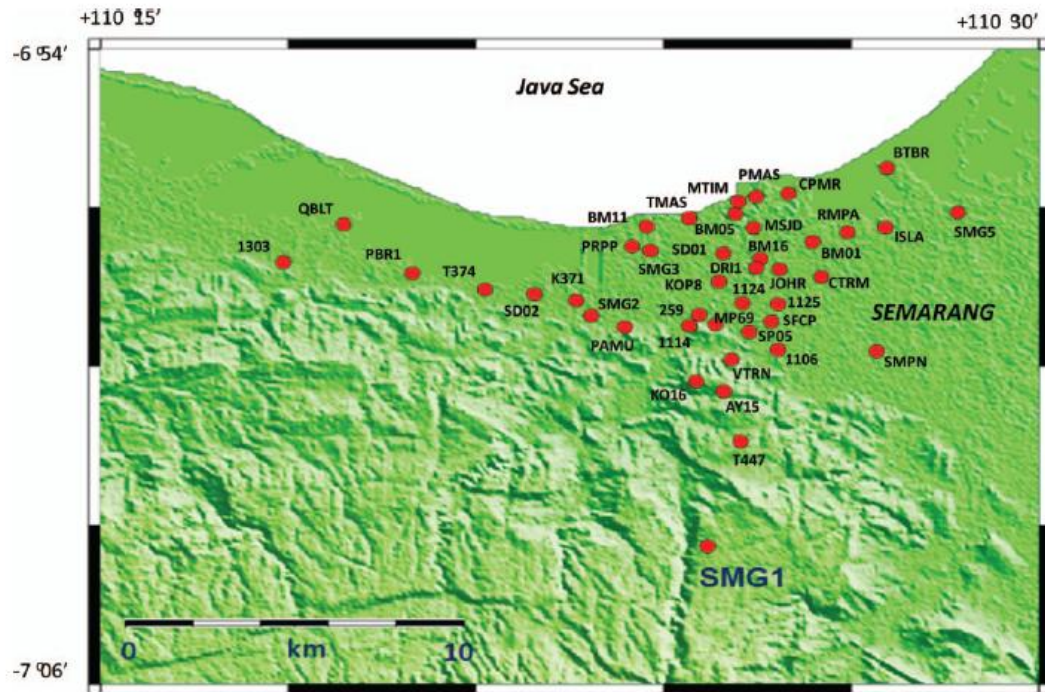 +110 °15′
+110 °30′
-6 °54′
Java Sea
BTBR
PMAS
CPMR
MTIM
TMAS
QBLT
BM11
BM05
MSJD
RMPA
ISLA
SMG5
1303
PBR1
PRPP
SD01
BM16
BM01
T374
SMG3
DRI1
K371
KOP8
JOHR
CTRM
1124
SD02
SMG2
259
MP69
1125
SEMARANG
SFCP
PAMU
1114
SP05
1106
SMPN
VTRN
KO16
AY15
T447
SMG1
0
km
10
-7 °06′